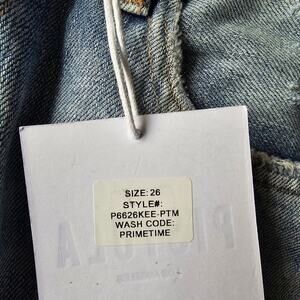 SIZE: 26
STYLE#:
P6626KEE-PTM
WASH CODE:
PRIMETIME